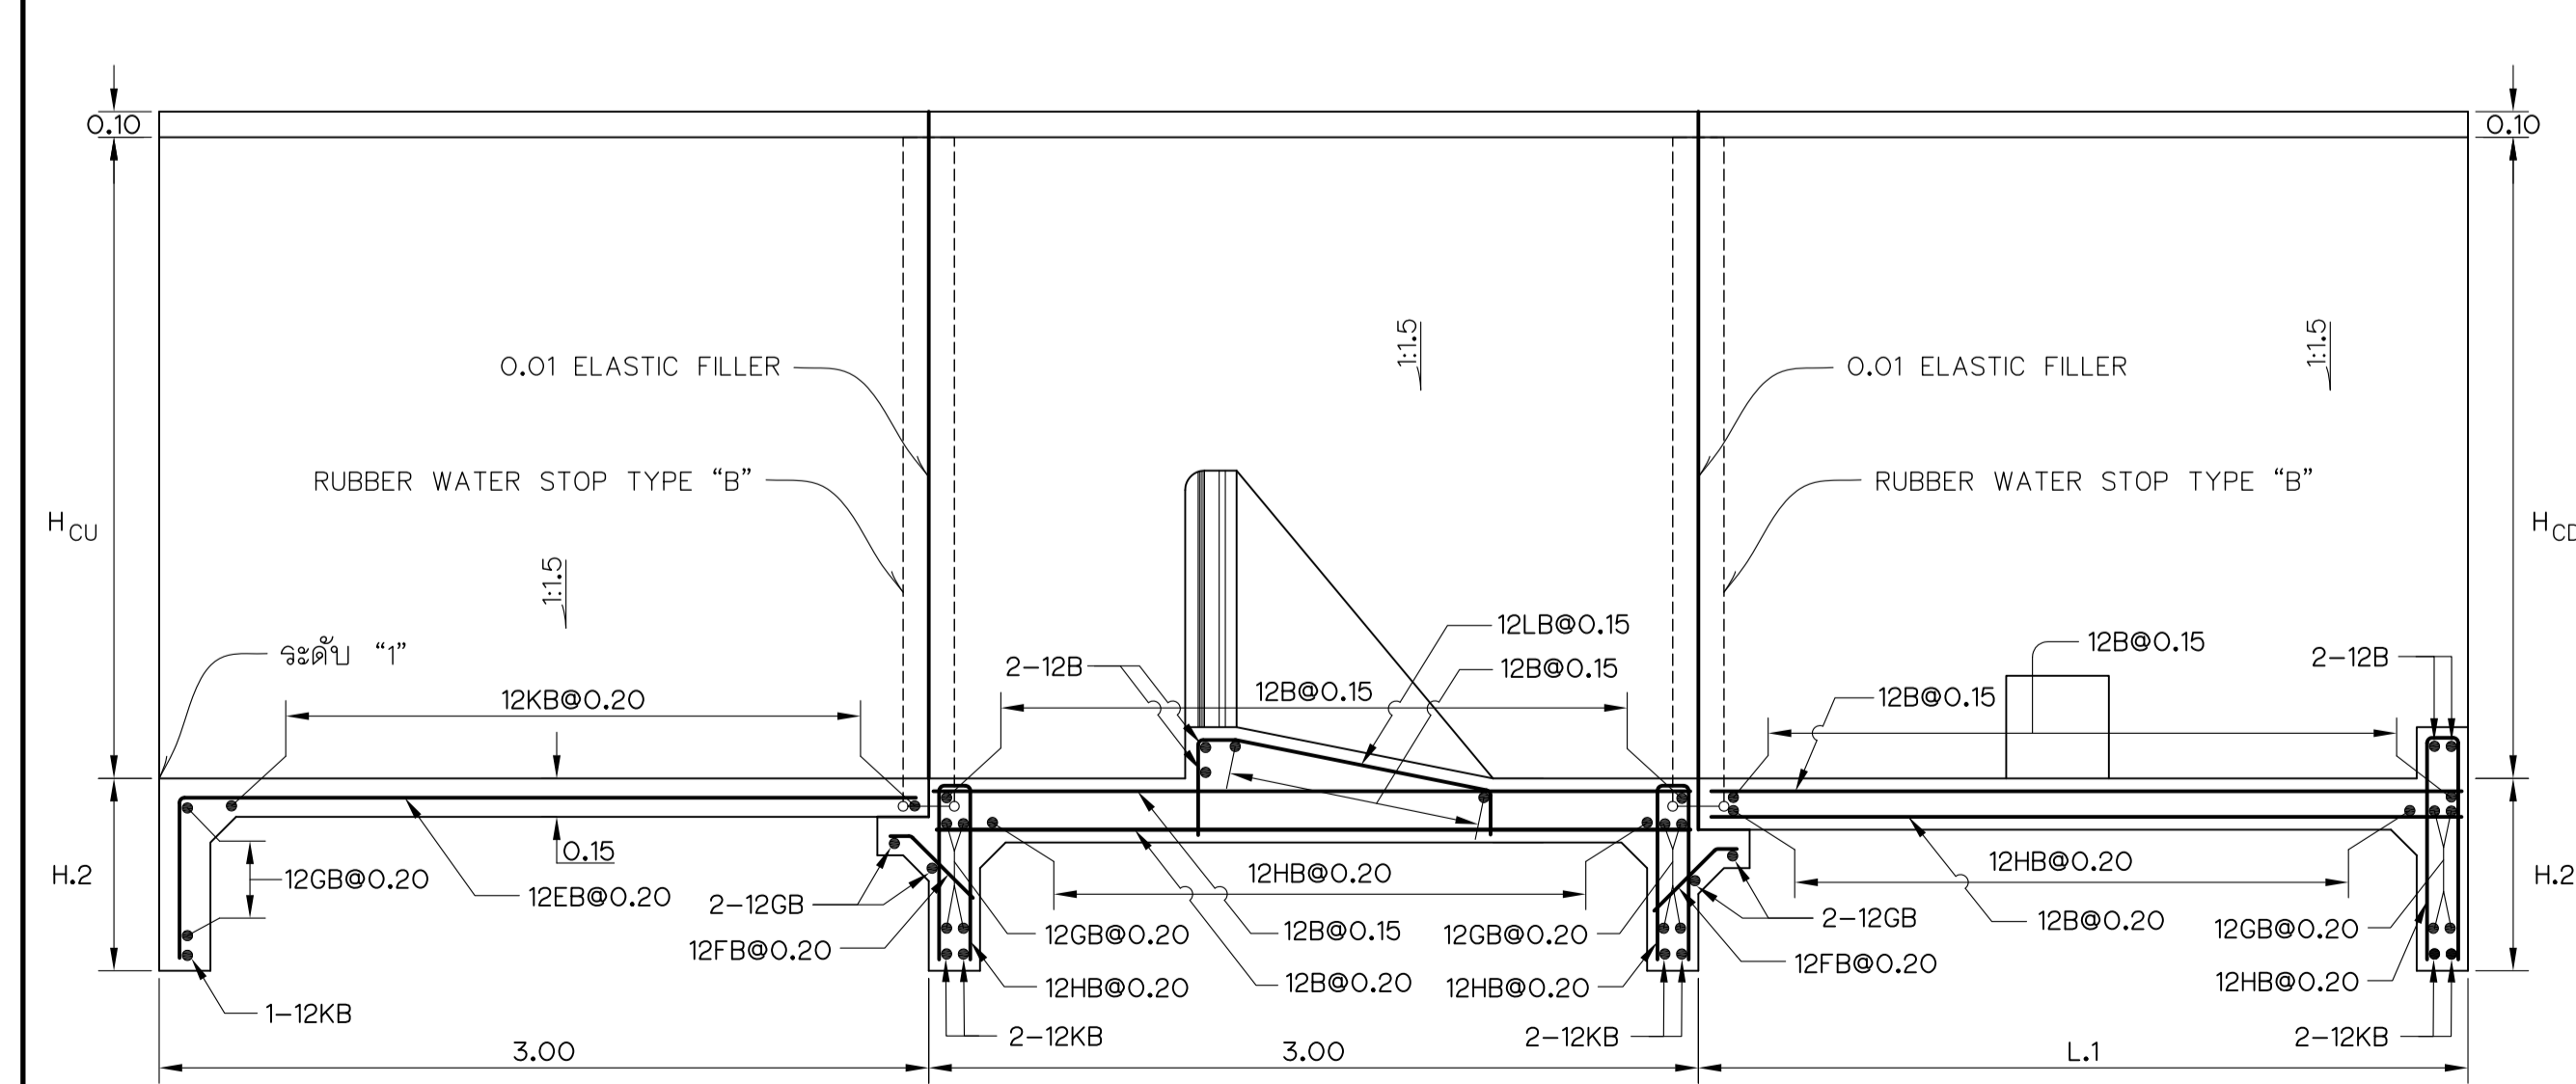 0.10
0.10
1:1.5
1:1.5
0.01 ELASTIC FILLER
0.01 ELASTIC FILLER
RUBBER WATER STOP TYPE “B”
RUBBER WATER STOP TYPE “B”
H CU
H CD
1:1.5
12LB@0.15
ระดับ “1”
2-12B
12B@0.15
12B@0.15
2-12B
12KB@0.20
12B@0.15
12B@0.15
0.15
12HB@0.20
12HB@0.20
H.2
H.2
12GB@0.20
12EB@0.20
2-12GB
2-12GB
12B@0.20
12GB@0.20
12B@0.15
12GB@0.20
12GB@0.20
12FB@0.20
12FB@0.20
12HB@0.20
12B@0.20
12HB@0.20
12HB@0.20
1-12KB
2-12KB
2-12KB
2-12KB
3.00
3.00
L.1